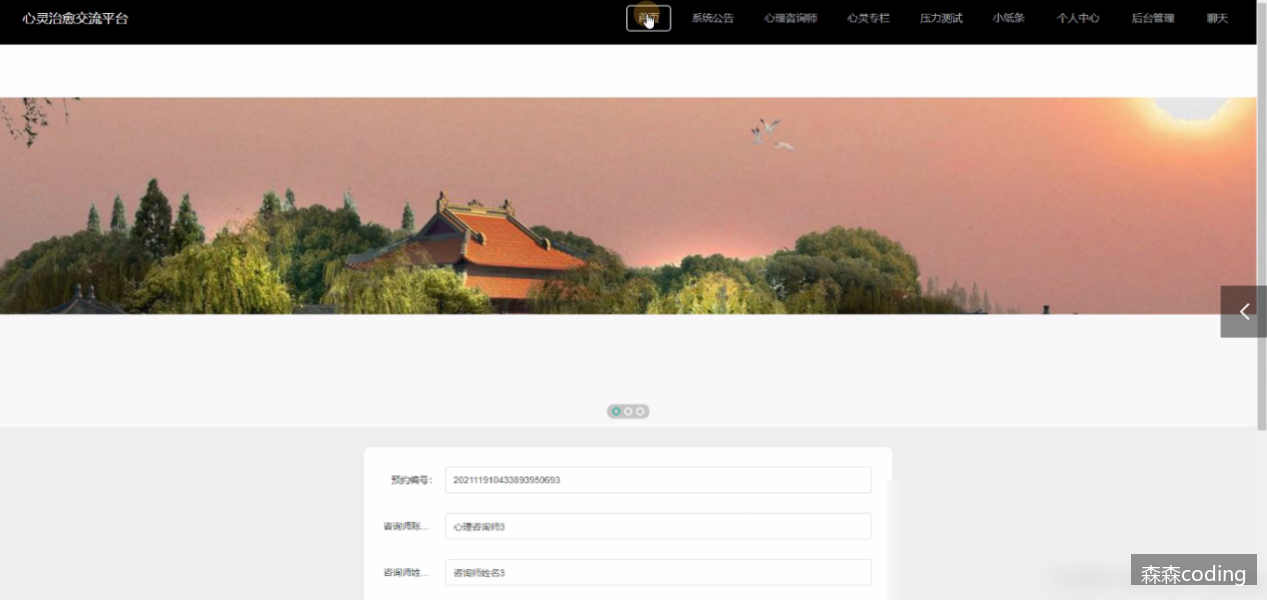 心灵治愈交流平台
首页 系统公告 心理咨询师 心灵专栏 压力测试 小纸条 个人中心 后台管理 聊天
预约编号: 202111910433893950693
咨询师账... 心理咨询师3
咨询师姓... 咨询师姓名3
森森coding